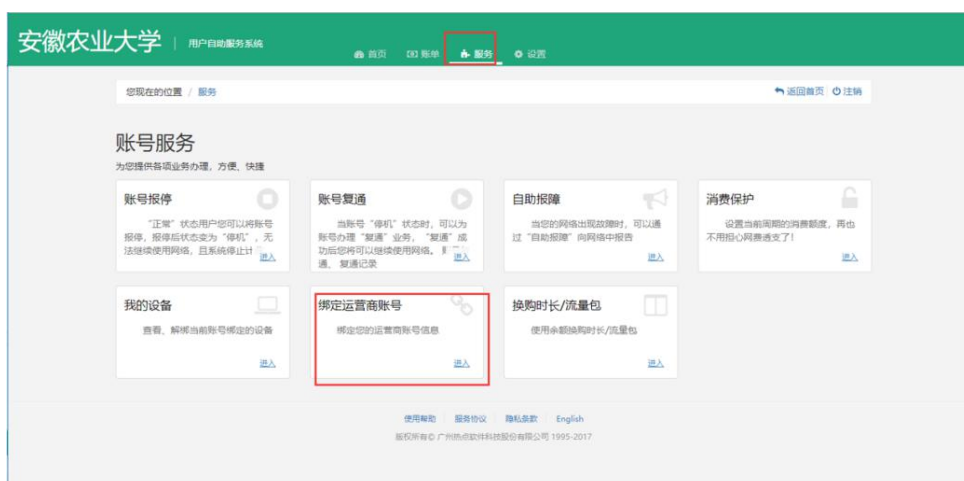 安徽农业大学 | 用户自助服务系统
首页 账单 服务 设置
您现在的位置 / 服务 返回首页 注销
账号服务
为您提供各项业务办理，方便、快捷
账号报停
“正常”状态用户您可以将账号
报停，报停后状态变为“停机”，无
法继续使用网络，且系统停止计
进入
账号复通
当账号“停机”状态时，可以为
账号办理“复通”业务，“复通”成
功后您将可以继续使用网络。
通、复通记录
进入
自助报障
当您的网络出现故障时，可以通
过“自助报障”向网络中报告
进入
消费保护
设置当前周期的消费额度，再也
不用担心网费透支了！
进入
我的设备
查看、解绑当前账号绑定的设备
进入
绑定运营商账号
绑定您的运营商账号信息
进入
换购时长/流量包
使用余额换购时长/流量包
进入
使用帮助 服务协议 隐私条款 English
版权所有© 广州热点软件科技股份有限公司 1995-2017